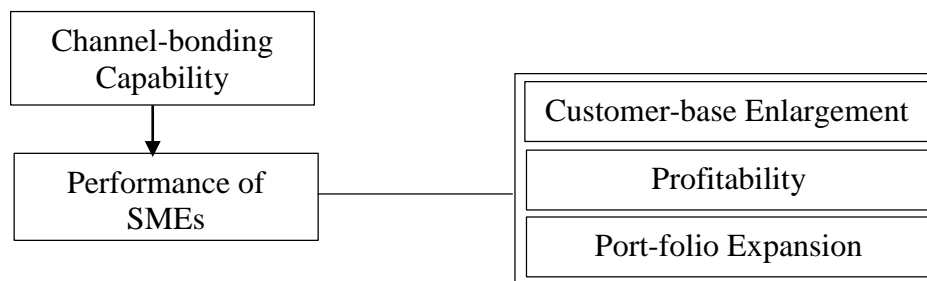 Channel-bonding
Capability
Performance of
SMEs
Customer-base Enlargement
Profitability
Port-folio Expansion